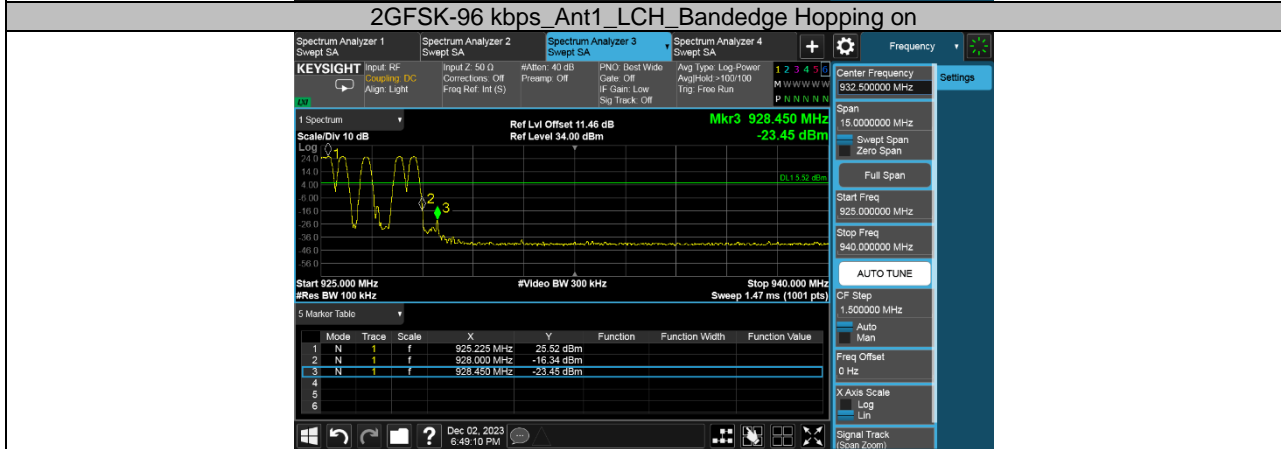 2GFSK-96 kbps_Ant1_LCH_Bandedge Hopping on
Spectrum Analyzer 1
Swept SA
Spectrum Analyzer 2
Swept SA
Spectrum Analyzer 3
Swept SA
Spectrum Analyzer 4
Swept SA
+
Frequency
KEYSIGHT
Input: RF
Coupling: DC
Align: Light
Input Z: 50 Ω
Corrections: Off
Freq Ref: Int (S)
#Atten: 40 dB
Preamp: Off
PNO: Best Wide
Gate: Off
IF Gain: Low
Sig Track: Off
Avg Type: Log-Power
Avg|Hold:>100/100
Trig: Free Run
1 2 3 4 5 6
M W W W W W
P N N N N N
LXI
1 Spectrum
Scale/Div 10 dB
Ref Lvl Offset 11.46 dB
Ref Level 34.00 dBm
Mkr3 928.450 MHz
-23.45 dBm
Log
24.0
14.0
4.00
-6.00
-16.0
-26.0
-36.0
-46.0
-56.0
1
2
3
DL1 5.52 dBm
Start 925.000 MHz
#Video BW 300 kHz
Stop 940.000 MHz
#Res BW 100 kHz
Sweep 1.47 ms (1001 pts)
5 Marker Table
Mode Trace Scale X Y Function Function Width Function Value
1 N 1 f 925.225 MHz 25.52 dBm
2 N 1 f 928.000 MHz -16.34 dBm
3 N 1 f 928.450 MHz -23.45 dBm
4
5
6
?
Dec 02, 2023
6:49:10 PM
Center Frequency
932.500000 MHz
Settings
Span
15.0000000 MHz
Swept Span
Zero Span
Full Span
Start Freq
925.000000 MHz
Stop Freq
940.000000 MHz
AUTO TUNE
CF Step
1.500000 MHz
Auto
Man
Freq Offset
0 Hz
X Axis Scale
Log
Lin
Signal Track
(Span Zoom)